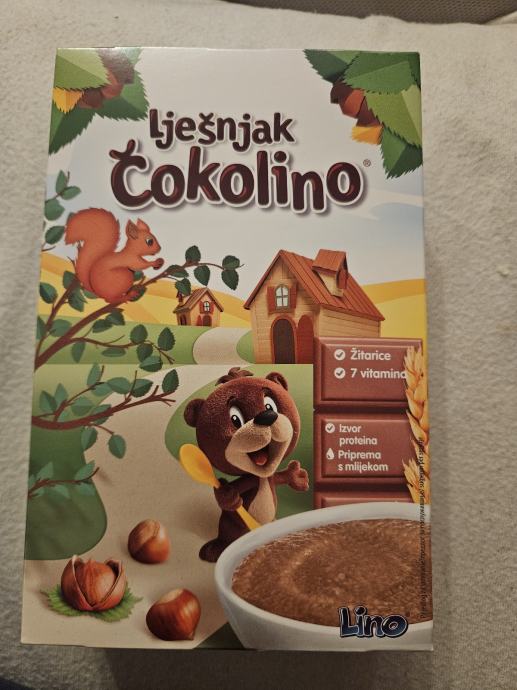 lješnjak
Čokolino®
Žitarice
7 vitamina
Izvor
proteina
Priprema
s mlijekom
Lino®